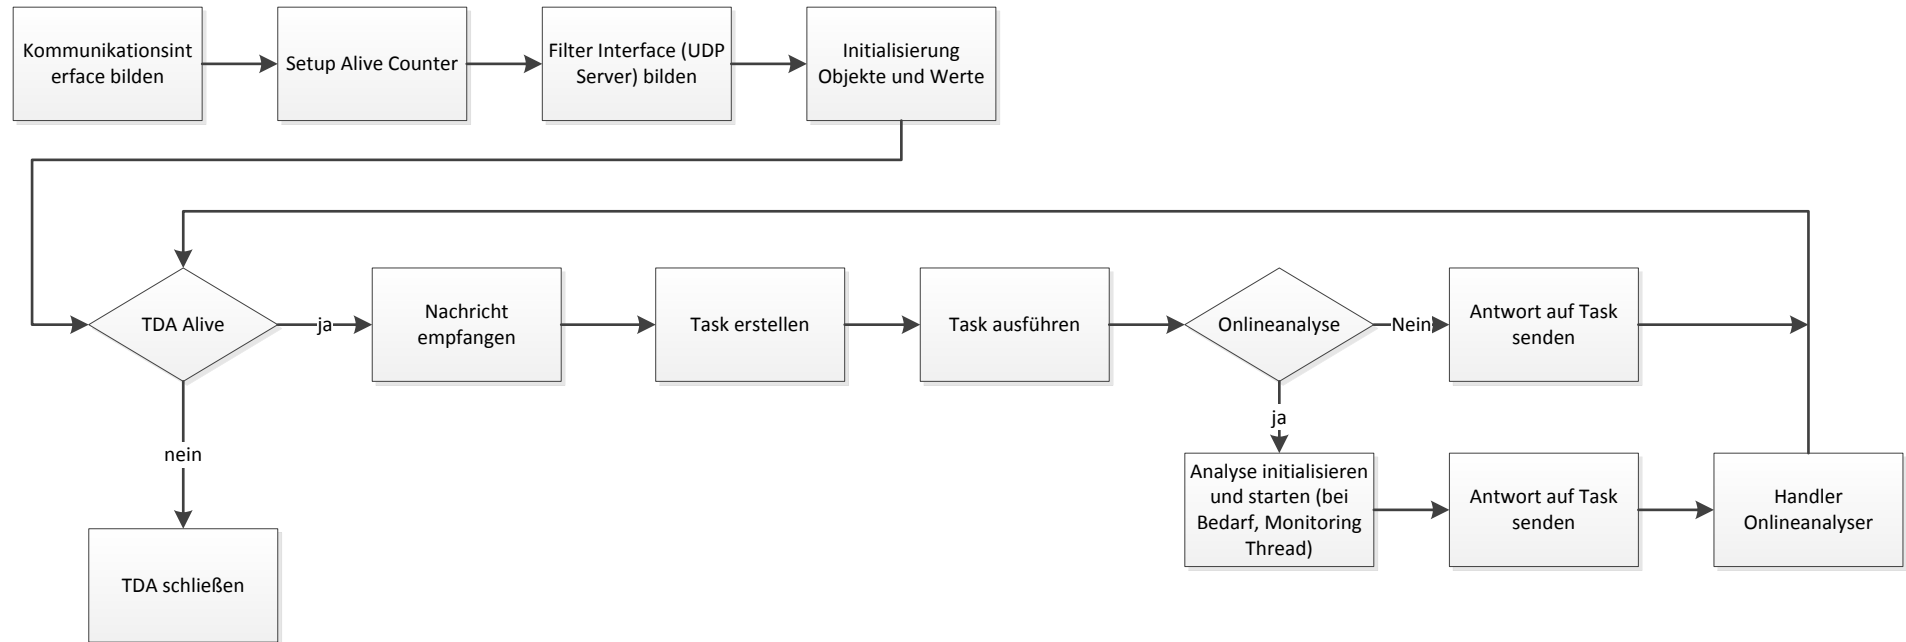 Kommunikationsint
erface bilden
Setup Alive Counter
Filter Interface (UDP
Server) bilden
Initialisierung
Objekte und Werte
TDA Alive
ja
Nachricht
empfangen
Task erstellen
Task ausführen
Onlineanalyse
Nein
Antwort auf Task
senden
nein
ja
Analyse initialisieren
und starten (bei
Bedarf, Monitoring
Thread)
Antwort auf Task
senden
Handler
Onlineanalyser
TDA schließen